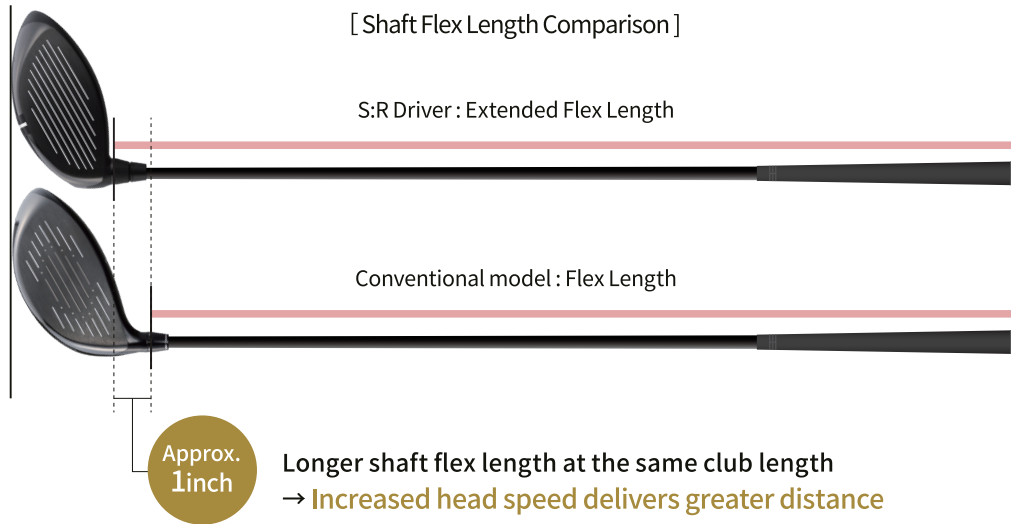 [ Shaft Flex Length Comparison ]
S:R Driver : Extended Flex Length
Conventional model : Flex Length
Approx.
1inch
Longer shaft flex length at the same club length
→ Increased head speed delivers greater distance